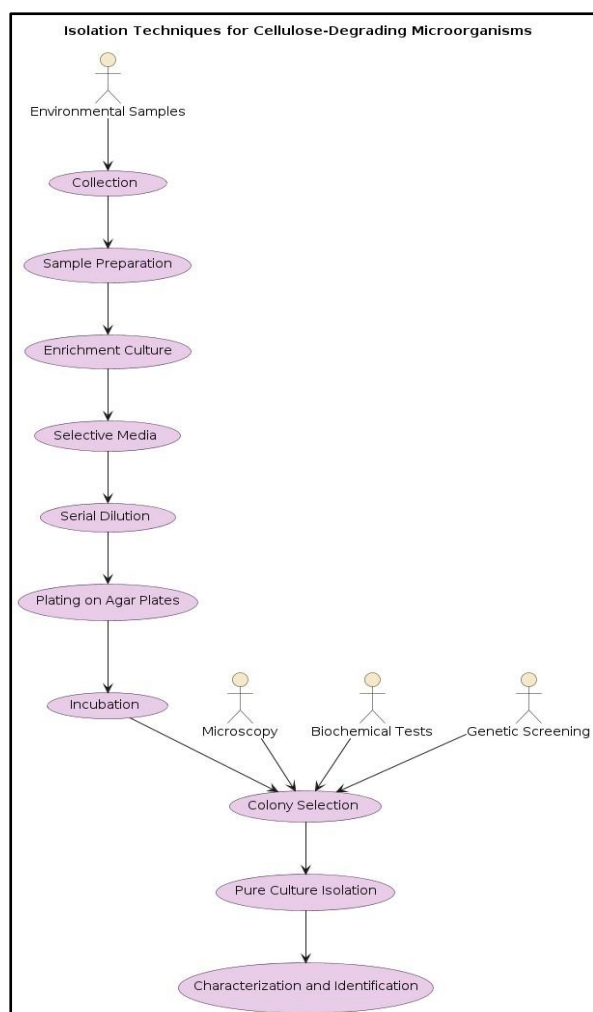 Isolation Techniques for Cellulose-Degrading Microorganisms
Environmental Samples
Collection
Sample Preparation
Enrichment Culture
Selective Media
Serial Dilution
Plating on Agar Plates
Incubation
Microscopy
Biochemical Tests
Genetic Screening
Colony Selection
Pure Culture Isolation
Characterization and Identification